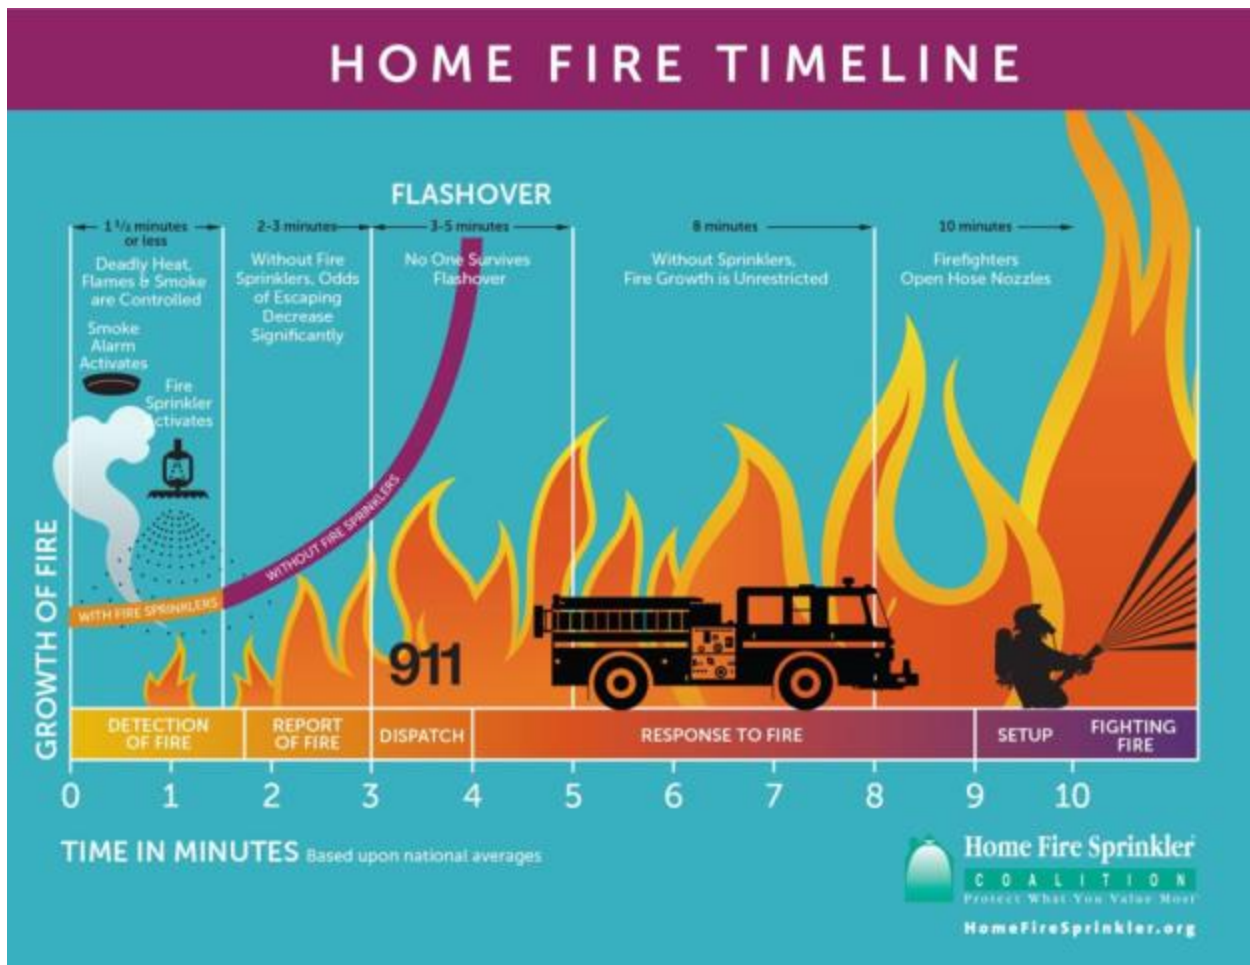 HOME FIRE TIMELINE
FLASHOVER
1 1/2 minutes
or less
2-3 minutes
3-5 minutes
8 minutes
10 minutes
Deadly Heat,
Flames & Smoke
are Controlled
Without Fire
Sprinklers, Odds
of Escaping
Decrease
Significantly
No One Survives
Flashover
Without Sprinklers,
Fire Growth is Unrestricted
Firefighters
Open Hose Nozzles
Smoke
Alarm
Activates
Fire
Sprinkler
Activates
WITH FIRE SPRINKLERS
WITHOUT FIRE SPRINKLERS
GROWTH OF FIRE
911
DETECTION
OF FIRE
REPORT
OF FIRE
DISPATCH
RESPONSE TO FIRE
SETUP
FIGHTING
FIRE
0 1 2 3 4 5 6 7 8 9 10
TIME IN MINUTES Based upon national averages
Home Fire Sprinkler
COALITION
Protect What You Value Most
HomeFireSprinkler.org